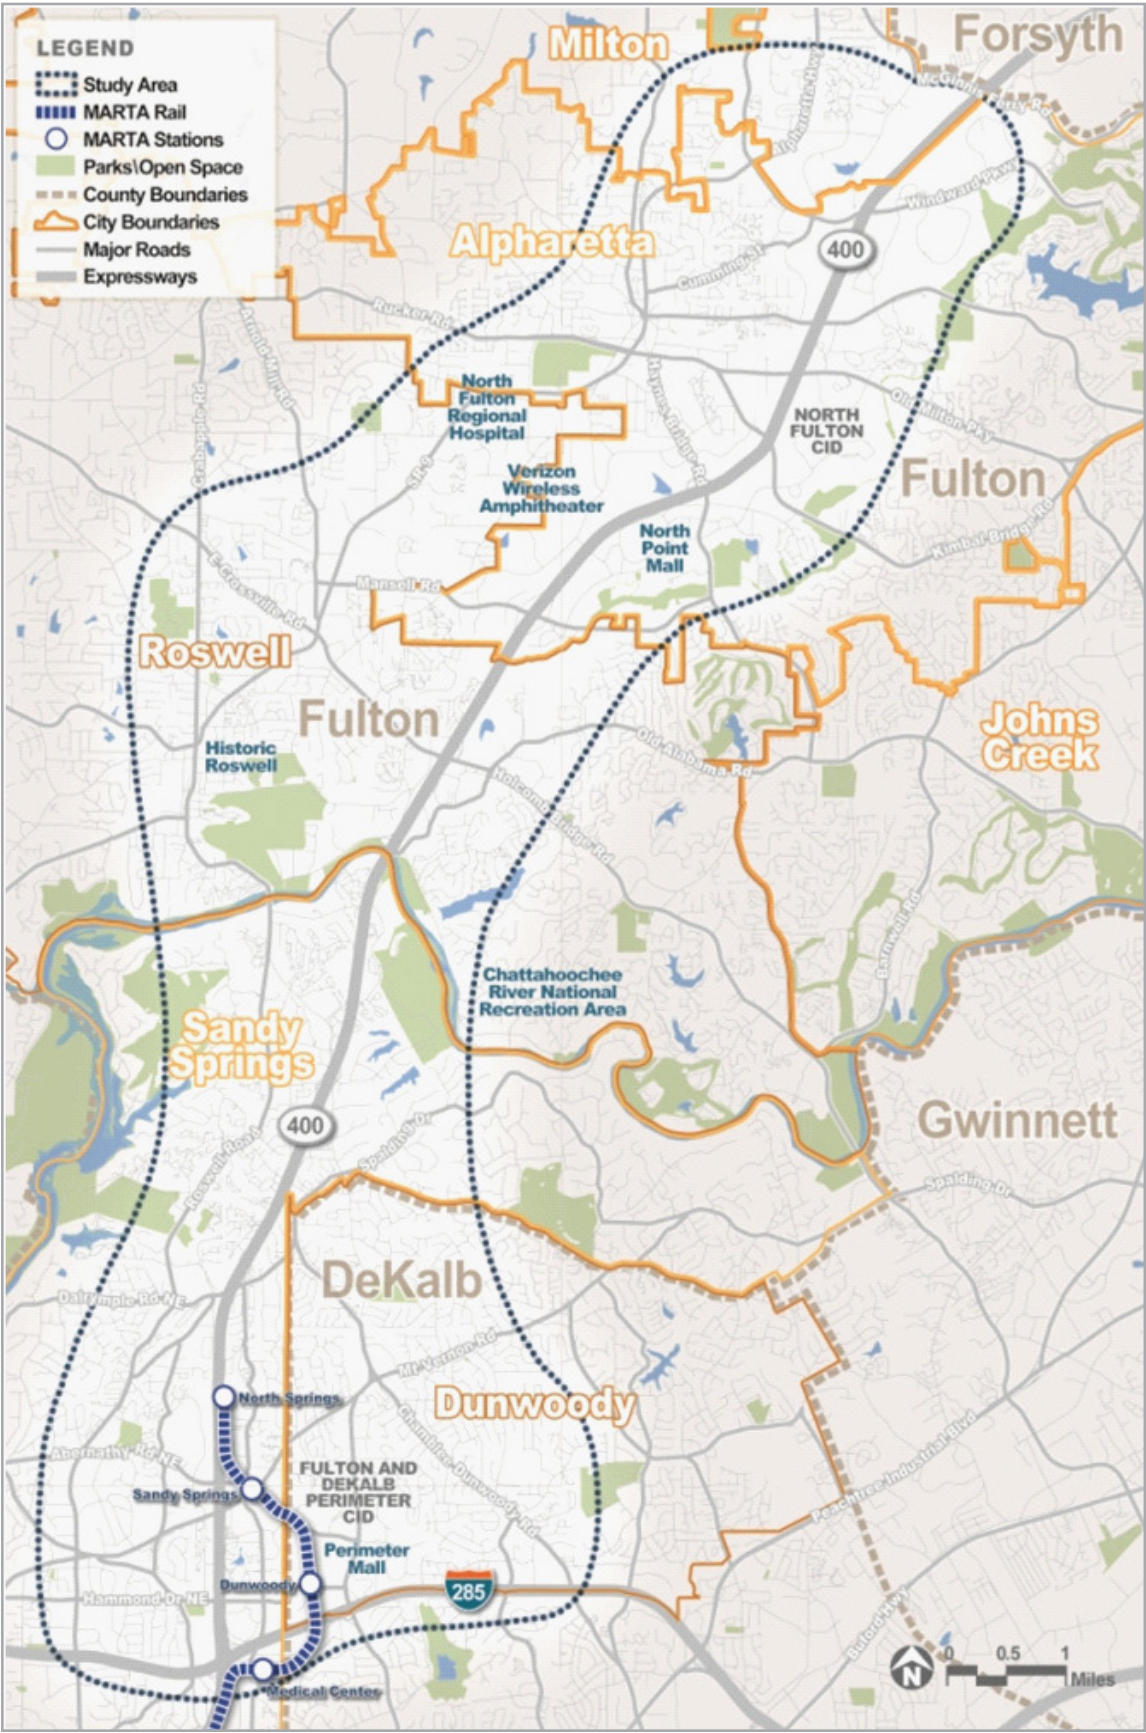 LEGEND
Study Area
MARTA Rail
MARTA Stations
Parks\Open Space
County Boundaries
City Boundaries
Major Roads
Expressways
Milton
Forsyth
McGinnis Ferry Rd
Alpharetta Hwy
Windward Pkwy
Alpharetta
400
Cumming St
Rucker Rd
Arnold Mill Rd
Crabapple Rd
Haynes Bridge Rd
Old Milton Pky
North
Fulton
Regional
Hospital
NORTH
FULTON
CID
SR 9
Verizon
Wireless
Amphitheater
Fulton
North
Point
Mall
Kimbal Bridge Rd
E Crossville Rd
Mansell Rd
Roswell
Fulton
Historic
Roswell
Old Alabama Rd
Johns
Creek
Holcomb Bridge Rd
Barnwell Rd
Chattahoochee
River National
Recreation Area
Sandy
Springs
400
Spalding Dr
Roswell Road
Gwinnett
Spalding Dr
DeKalb
Dalrymple Rd NE
Mt Vernon Rd
North Springs
Dunwoody
Chamblee Dunwoody Rd
Abernathy Rd NE
Sandy Springs
FULTON AND
DEKALB
PERIMETER
CID
Peachtree Industrial Blvd
Perimeter
Mall
Dunwoody
285
Hammond Dr NE
Buford Hwy
Medical Center
N
0 0.5 1
Miles